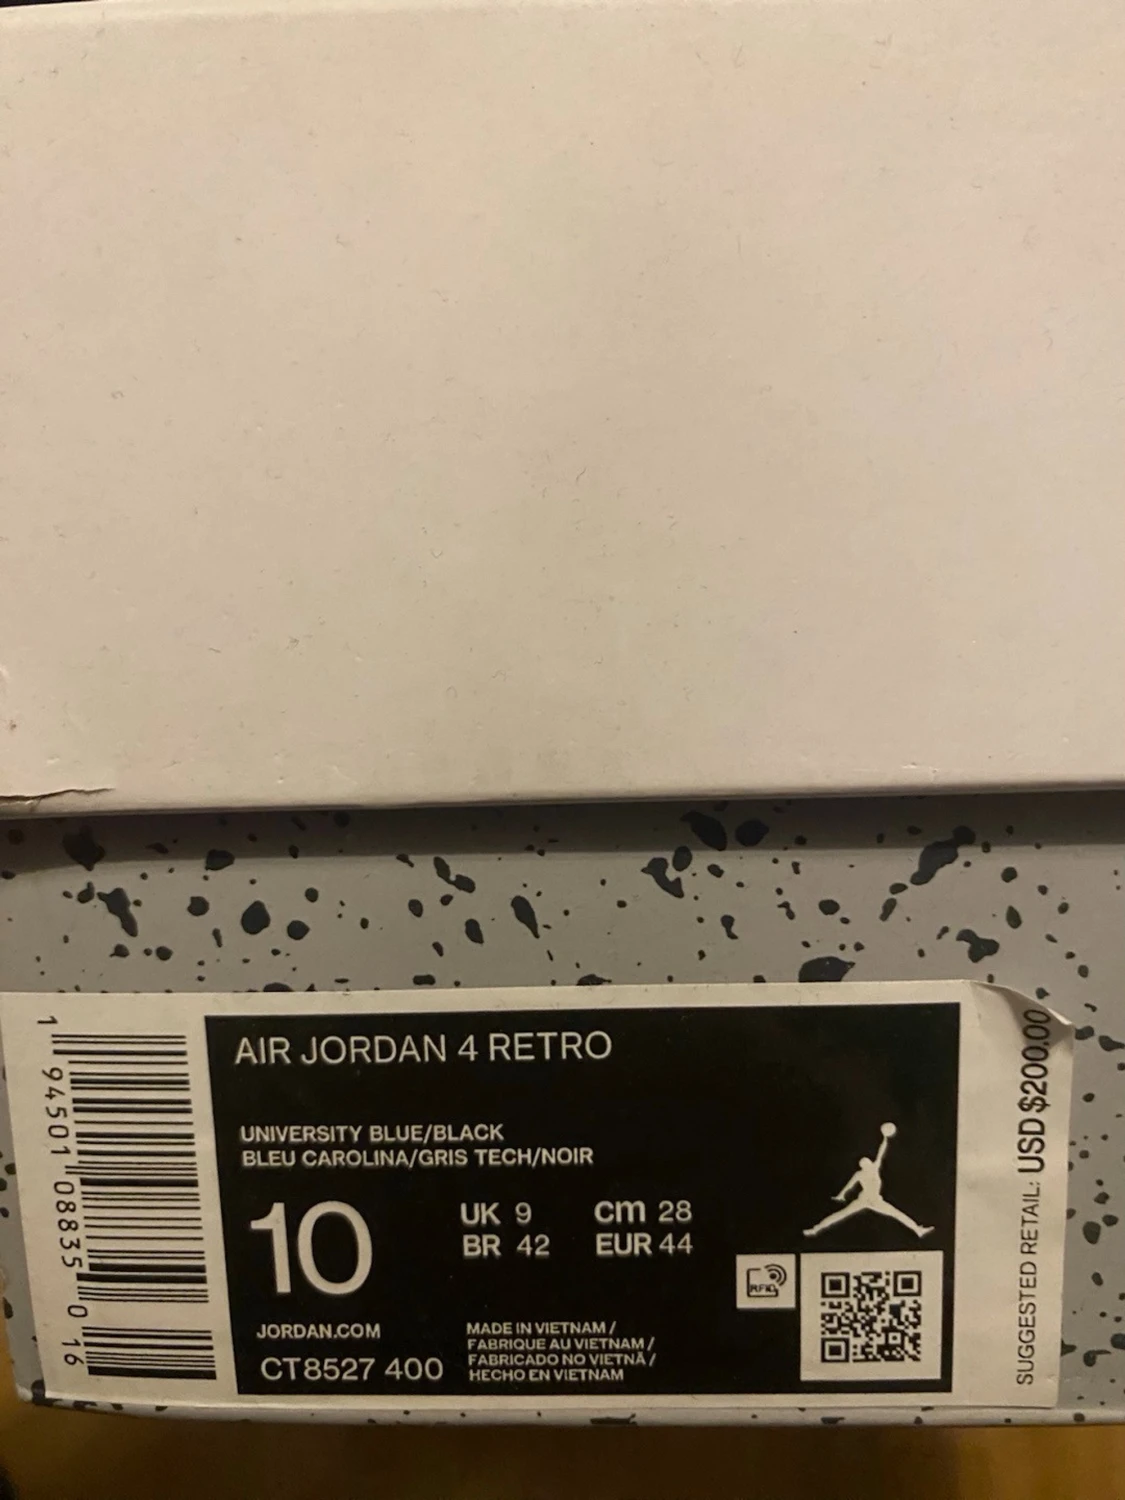 AIR JORDAN 4 RETRO
UNIVERSITY BLUE/BLACK
BLEU CAROLINA/GRIS TECH/NOIR
10
UK 9 cm 28
BR 42 EUR 44
RFID
JORDAN.COM
CT8527 400
MADE IN VIETNAM /
FABRIQUE AU VIETNAM /
FABRICADO NO VIETNÃ /
HECHO EN VIETNAM
1 94501 08835 0 16
SUGGESTED RETAIL: USD $200.00